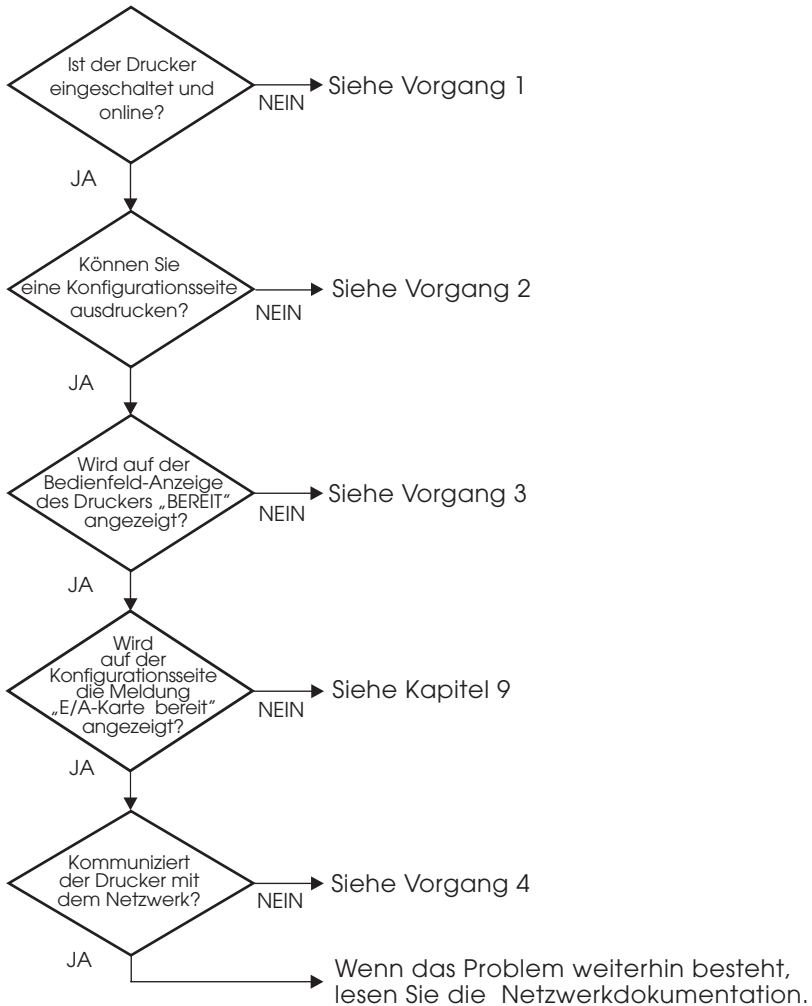 Ist der Drucker
eingeschaltet und
online?
NEIN
Siehe Vorgang 1
JA
Können Sie
eine Konfigurationsseite
ausdrucken?
NEIN
Siehe Vorgang 2
JA
Wird auf der
Bedienfeld-Anzeige
des Druckers „BEREIT"
angezeigt?
NEIN
Siehe Vorgang 3
JA
Wird
auf der
Konfigurationsseite
die Meldung
„E/A-Karte bereit"
angezeigt?
NEIN
Siehe Kapitel 9
JA
Kommuniziert
der Drucker mit
dem Netzwerk?
NEIN
Siehe Vorgang 4
JA
Wenn das Problem weiterhin besteht,
lesen Sie die Netzwerkdokumentation.